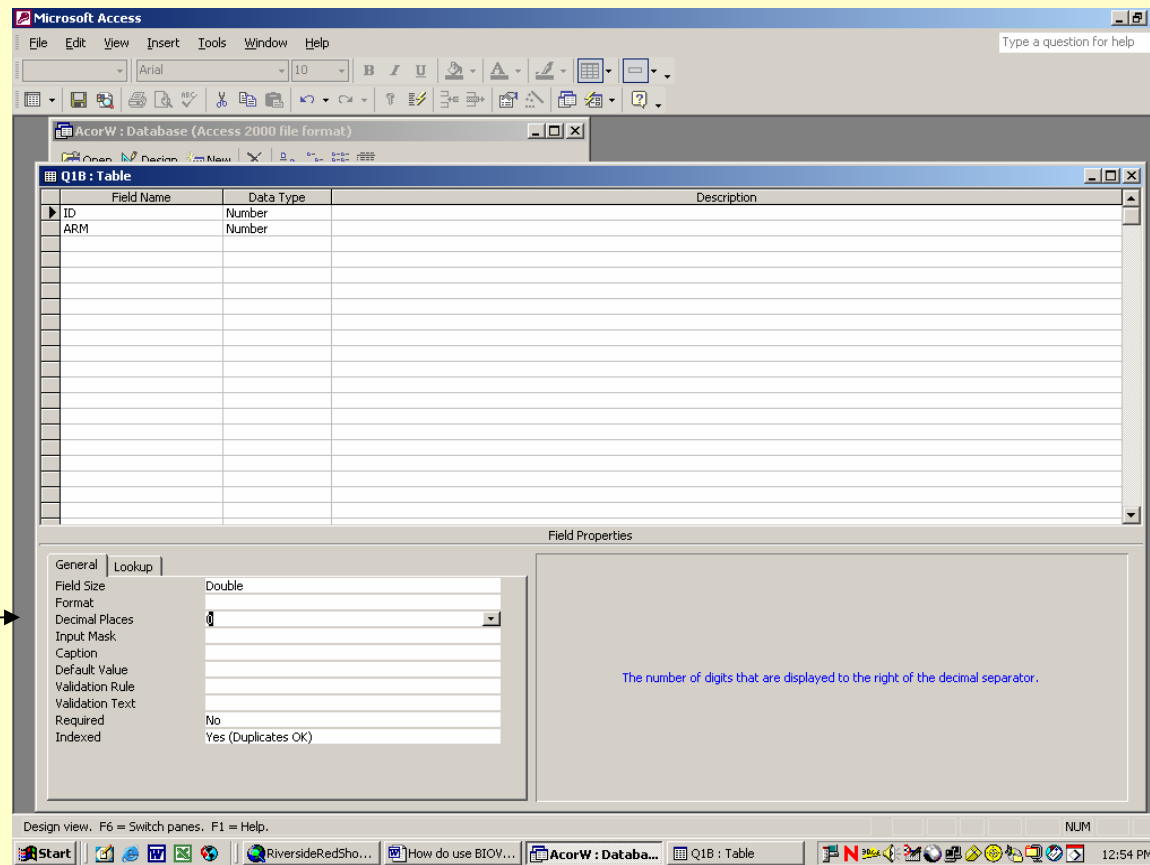 Microsoft Access
File Edit View Insert Tools Window Help
Type a question for help
Arial 10 B I U A
ABC
AcorW : Database (Access 2000 file format)
Open Design New
Q1B : Table
Field Name Data Type Description
ID Number
ARM Number
Field Properties
General Lookup
Field Size Double
Format
Decimal Places 0
Input Mask
Caption
Default Value
Validation Rule
Validation Text
Required No
Indexed Yes (Duplicates OK)
The number of digits that are displayed to the right of the decimal separator.
Design view. F6 = Switch panes. F1 = Help.
NUM
Start RiversideRedSho... How do use BIOV... AcorW : Databa... Q1B : Table N 12:54 PM